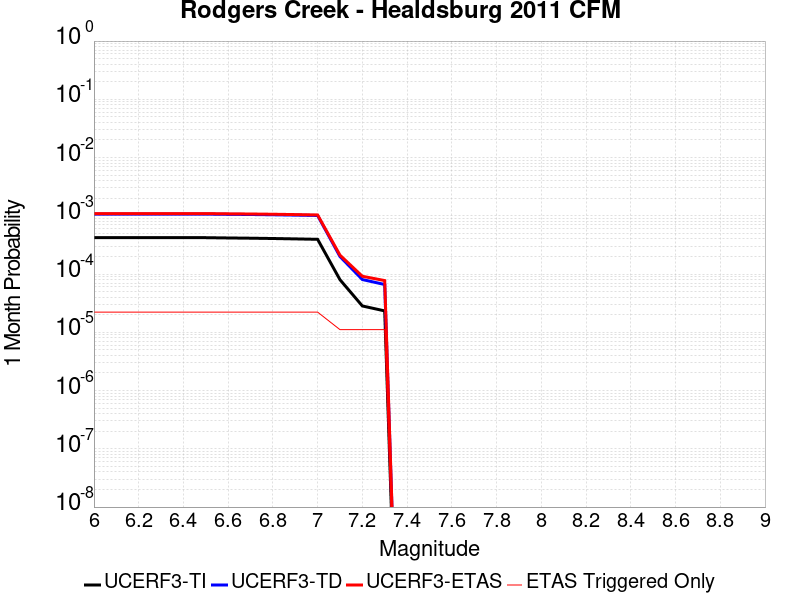 Rodgers Creek - Healdsburg 2011 CFM
1 Month Probability
10^0
10^-1
10^-2
10^-3
10^-4
10^-5
10^-6
10^-7
10^-8
6 6.2 6.4 6.6 6.8 7 7.2 7.4 7.6 7.8 8 8.2 8.4 8.6 8.8 9
Magnitude
UCERF3-TI UCERF3-TD UCERF3-ETAS ETAS Triggered Only